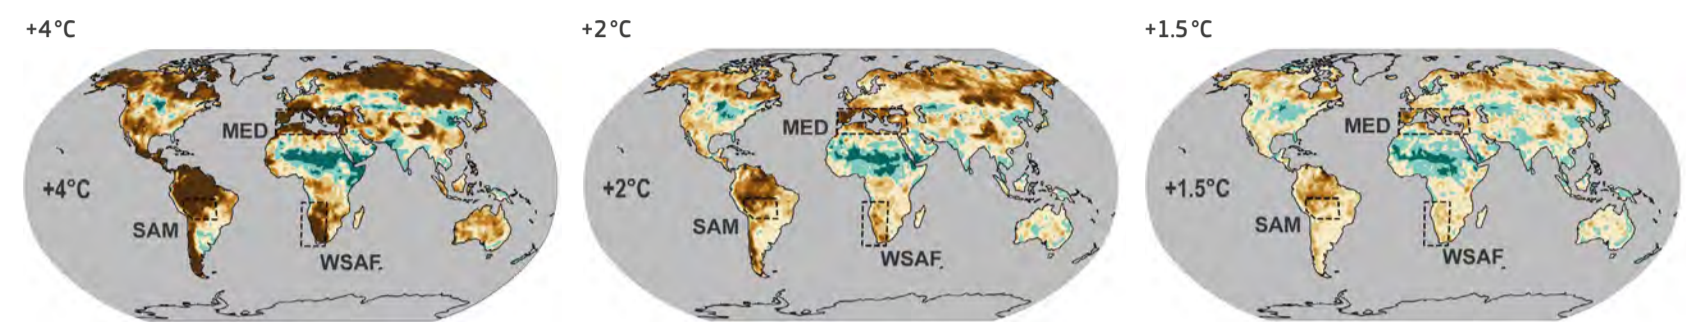 +4°C
+2°C
+1.5°C
MED
+4°C
SAM
WSAF.
MED
+2°C
SAM
WSAF.
MED
+1.5°C
SAM
WSAF.